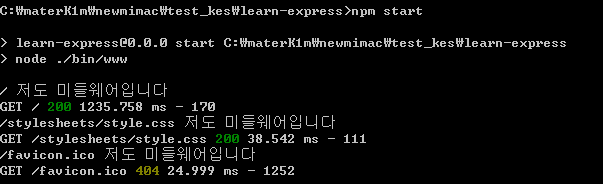 C:₩materK1m₩newmimac₩test_kes₩learn-express>npm start
> learn-express@0.0.0 start C:₩materK1m₩newmimac₩test_kes₩learn-express
> node ./bin/www
/ 저도 미들웨어입니다
GET / 200 1235.758 ms - 170
/stylesheets/style.css 저도 미들웨어입니다
GET /stylesheets/style.css 200 38.542 ms - 111
/favicon.ico 저도 미들웨어입니다
GET /favicon.ico 404 24.999 ms - 1252